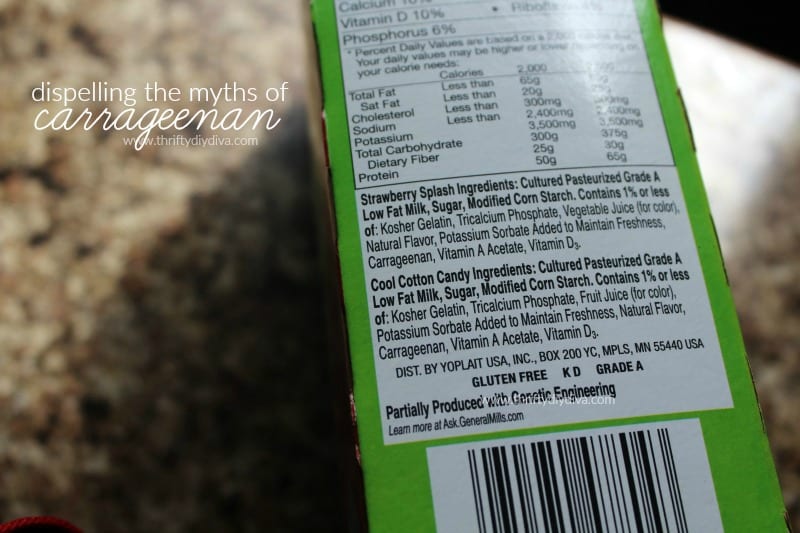 dispelling the myths of
carrageenan
www.thriftydiydiva.com
Calcium 10%
Vitamin D 10% • Riboflavin
Phosphorus 6%
* Percent Daily Values are based on a 2,000 calorie diet.
Your daily values may be higher or lower depending on
your calorie needs:
Calories 2,000
Total Fat Less than 65g
Sat Fat Less than 20g
Cholesterol Less than 300mg 300mg
Sodium Less than 2,400mg 2,400mg
Potassium 3,500mg 3,500mg
Total Carbohydrate 300g 375g
Dietary Fiber 25g 30g
Protein 50g 65g
Strawberry Splash Ingredients: Cultured Pasteurized Grade A
Low Fat Milk, Sugar, Modified Corn Starch. Contains 1% or less
of: Kosher Gelatin, Tricalcium Phosphate, Vegetable Juice (for color),
Natural Flavor, Potassium Sorbate Added to Maintain Freshness,
Carrageenan, Vitamin A Acetate, Vitamin D3.
Cool Cotton Candy Ingredients: Cultured Pasteurized Grade A
Low Fat Milk, Sugar, Modified Corn Starch. Contains 1% or less
of: Kosher Gelatin, Tricalcium Phosphate, Fruit Juice (for color),
Potassium Sorbate Added to Maintain Freshness, Natural Flavor,
Carrageenan, Vitamin A Acetate, Vitamin D3.
DIST. BY YOPLAIT USA, INC., BOX 200 YC, MPLS, MN 55440 USA
GLUTEN FREE K D GRADE A
Partially Produced with Genetic Engineering
www.thriftydiydiva.com
Learn more at Ask.GeneralMills.com